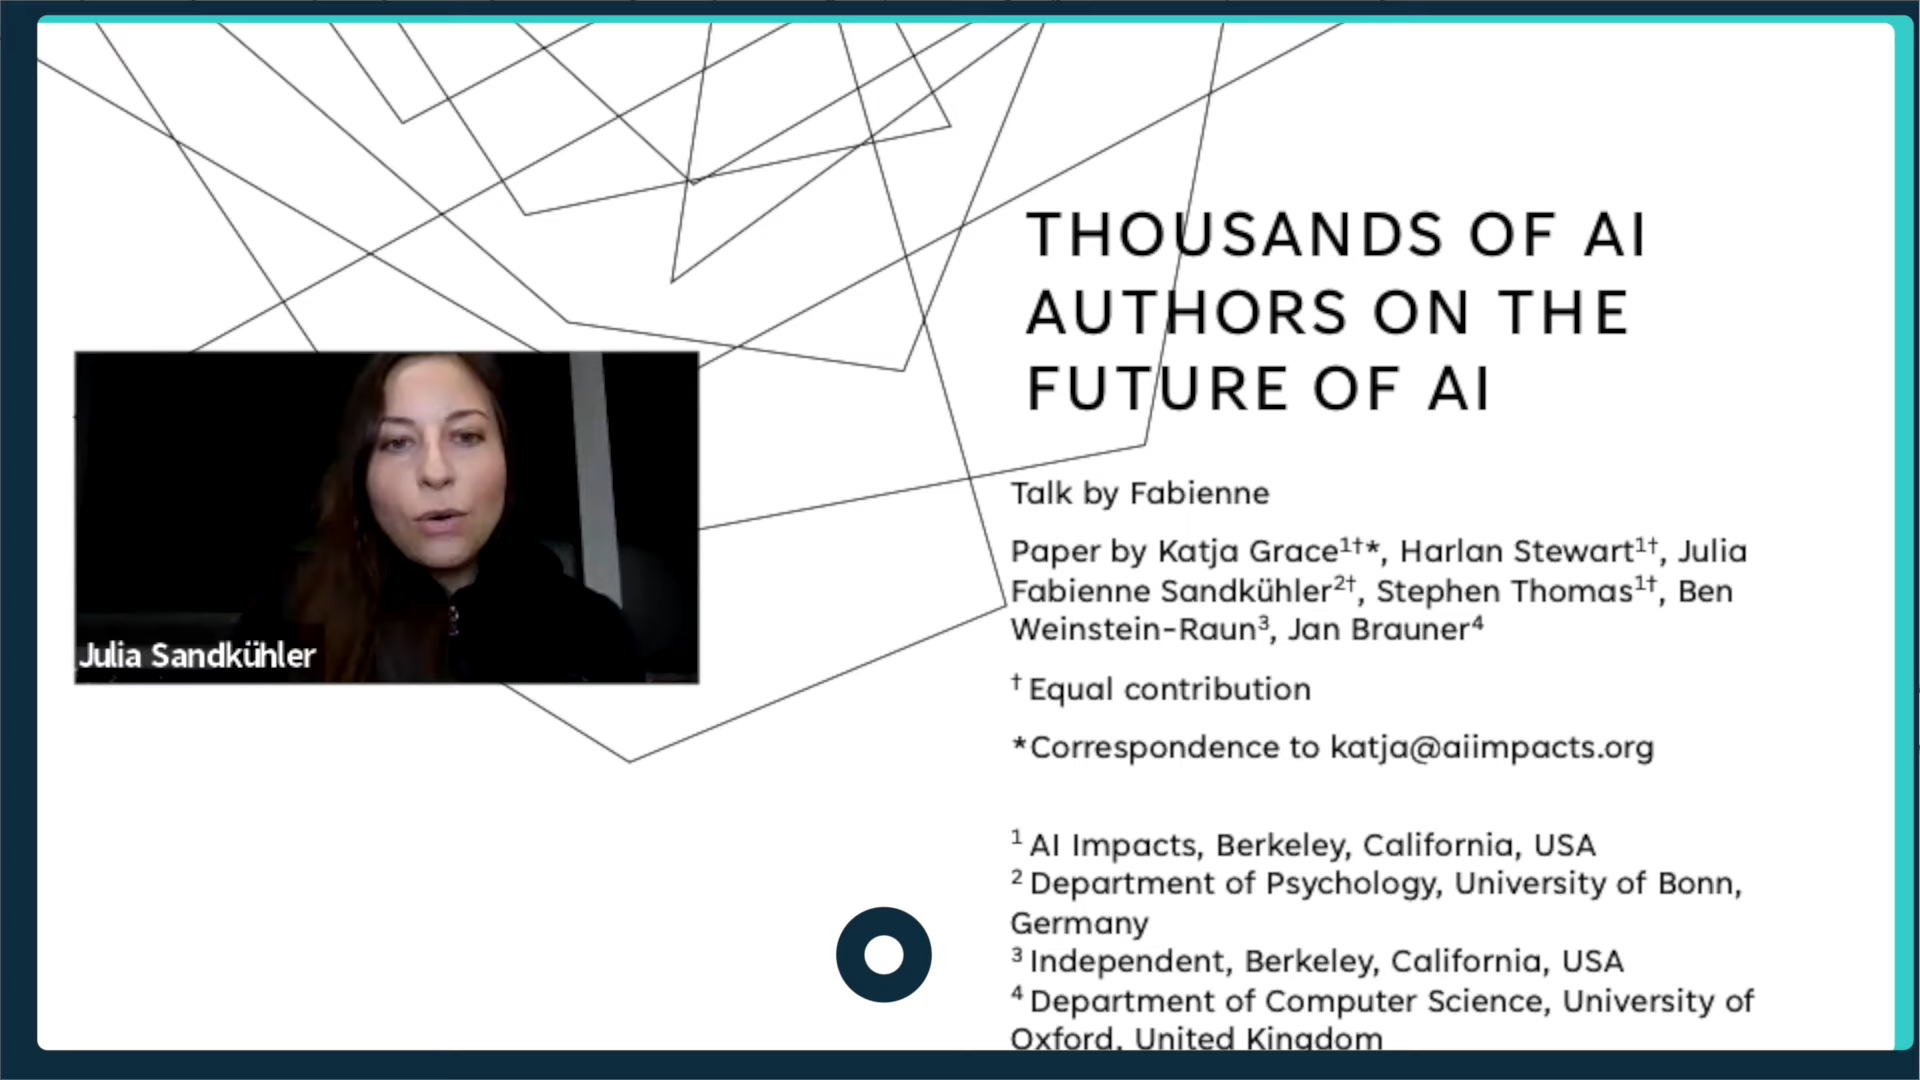 THOUSANDS OF AI
AUTHORS ON THE
FUTURE OF AI
Talk by Fabienne
Paper by Katja Grace¹†*, Harlan Stewart¹†, Julia
Fabienne Sandkühler²†, Stephen Thomas¹†, Ben
Weinstein-Raun³, Jan Brauner⁴
† Equal contribution
*Correspondence to katja@aiimpacts.org
¹ AI Impacts, Berkeley, California, USA
² Department of Psychology, University of Bonn,
Germany
³ Independent, Berkeley, California, USA
⁴ Department of Computer Science, University of
Oxford, United Kingdom
Julia Sandkühler